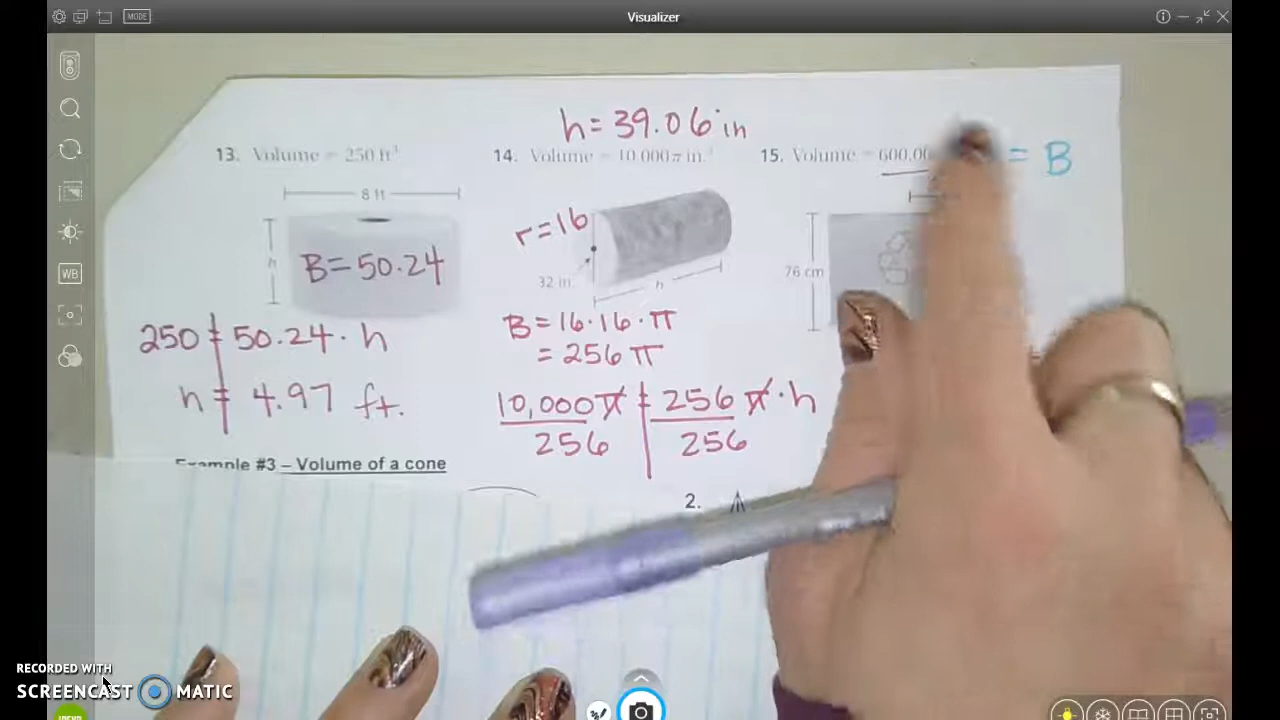 MODE
Visualizer
WB
h = 39.06 in
13. Volume = 250 ft³
8 ft
h
B = 50.24
250 = 50.24 · h
h = 4.97 ft.
14. Volume = 10,000π in.³
r = 16
32 in.
h
B = 16 · 16 · π
= 256 π
10,000π = 256 π · h
256 256
15. Volume = 600,00
= B
76 cm
Example #3 – Volume of a cone
2.
RECORDED WITH
SCREENCAST MATIC